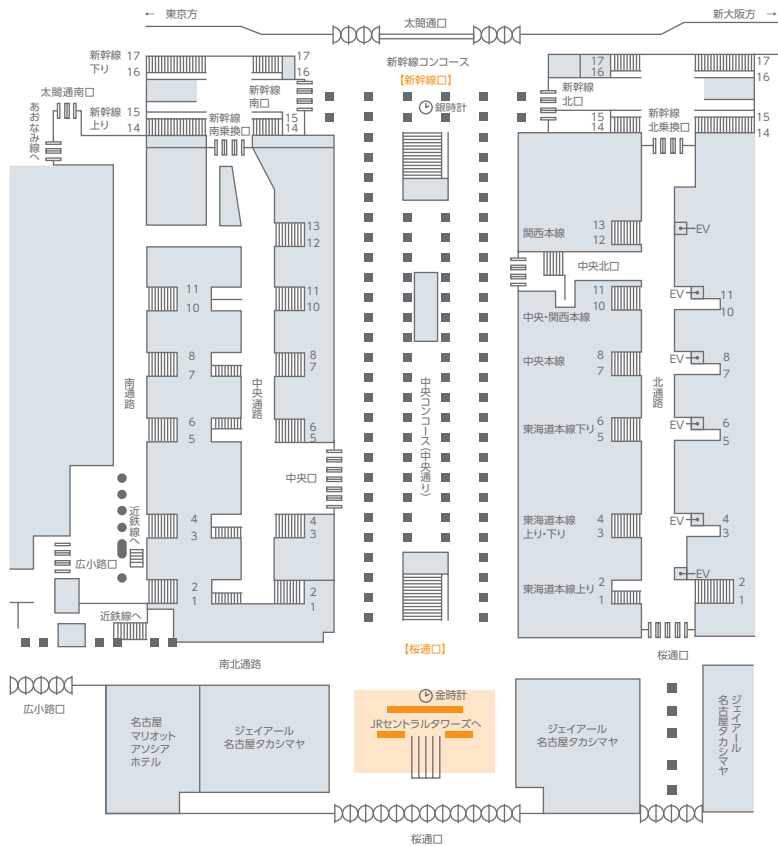 ← 東京方
太閤通口
新大阪方 →
新幹線
下り
17
16
17
16
新幹線コンコース
【新幹線口】
17
16
17
16
太閤通南口
新幹線
南口
新幹線
北口
あおなみ線へ
新幹線
上り
15
14
新幹線
南乗換口
15
14
銀時計
15
14
新幹線
北乗換口
15
14
13
12
関西本線
13
12
EV
中央北口
11
10
11
10
中央・関西本線
11
10
EV
11
10
南通路
中央通路
8
7
8
7
中央コンコース(中央通り)
中央本線
8
7
北通路
EV
8
7
6
5
6
5
東海道本線下り
6
5
EV
6
5
中央口
近鉄線へ
4
3
4
3
東海道本線
上り・下り
4
3
EV
4
3
広小路口
2
1
2
1
東海道本線上り
2
1
EV
2
1
近鉄線へ
南北通路
【桜通口】
桜通口
広小路口
金時計
JRセントラルタワーズへ
名古屋
マリオット
アソシア
ホテル
ジェイアール
名古屋タカシマヤ
ジェイアール
名古屋タカシマヤ
ジェイアール
名古屋タカシマヤ
桜通口